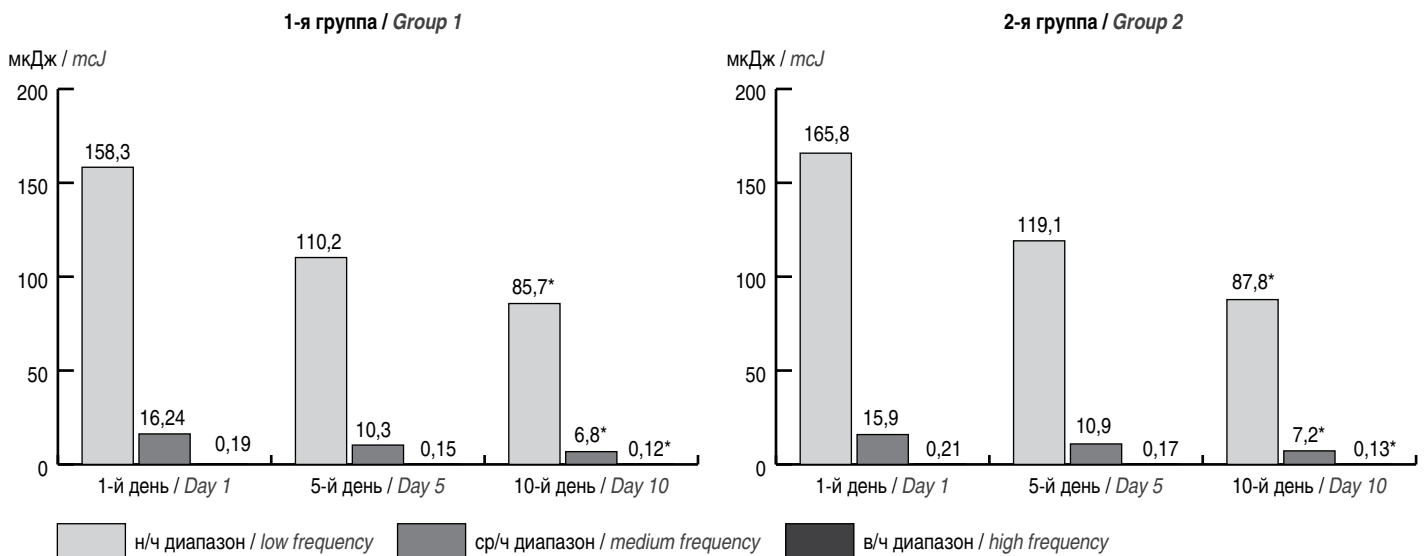 1-я группа / Group 1
мкДж / mcJ
200
150
100
50
0
158,3
16,24
0,19
110,2
10,3
0,15
85,7*
6,8*
0,12*
1-й день / Day 1
5-й день / Day 5
10-й день / Day 10
2-я группа / Group 2
мкДж / mcJ
200
150
100
50
0
165,8
15,9
0,21
119,1
10,9
0,17
87,8*
7,2*
0,13*
1-й день / Day 1
5-й день / Day 5
10-й день / Day 10
н/ч диапазон / low frequency
ср/ч диапазон / medium frequency
в/ч диапазон / high frequency